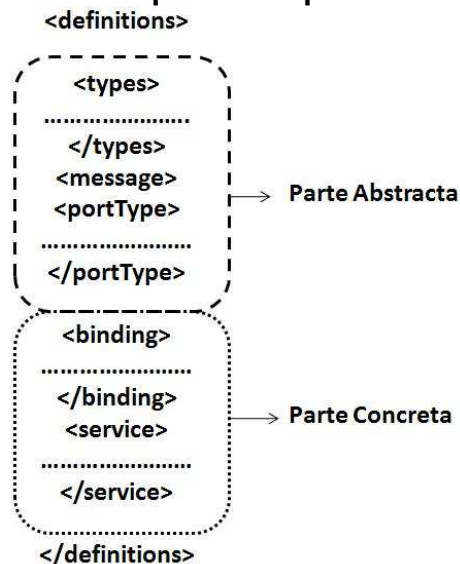 <definitions>
<types>
........................
</types>
<message>
<portType>
Parte Abstracta
........................
</portType>
<binding>
........................
</binding>
<service>
Parte Concreta
........................
</service>
</definitions>